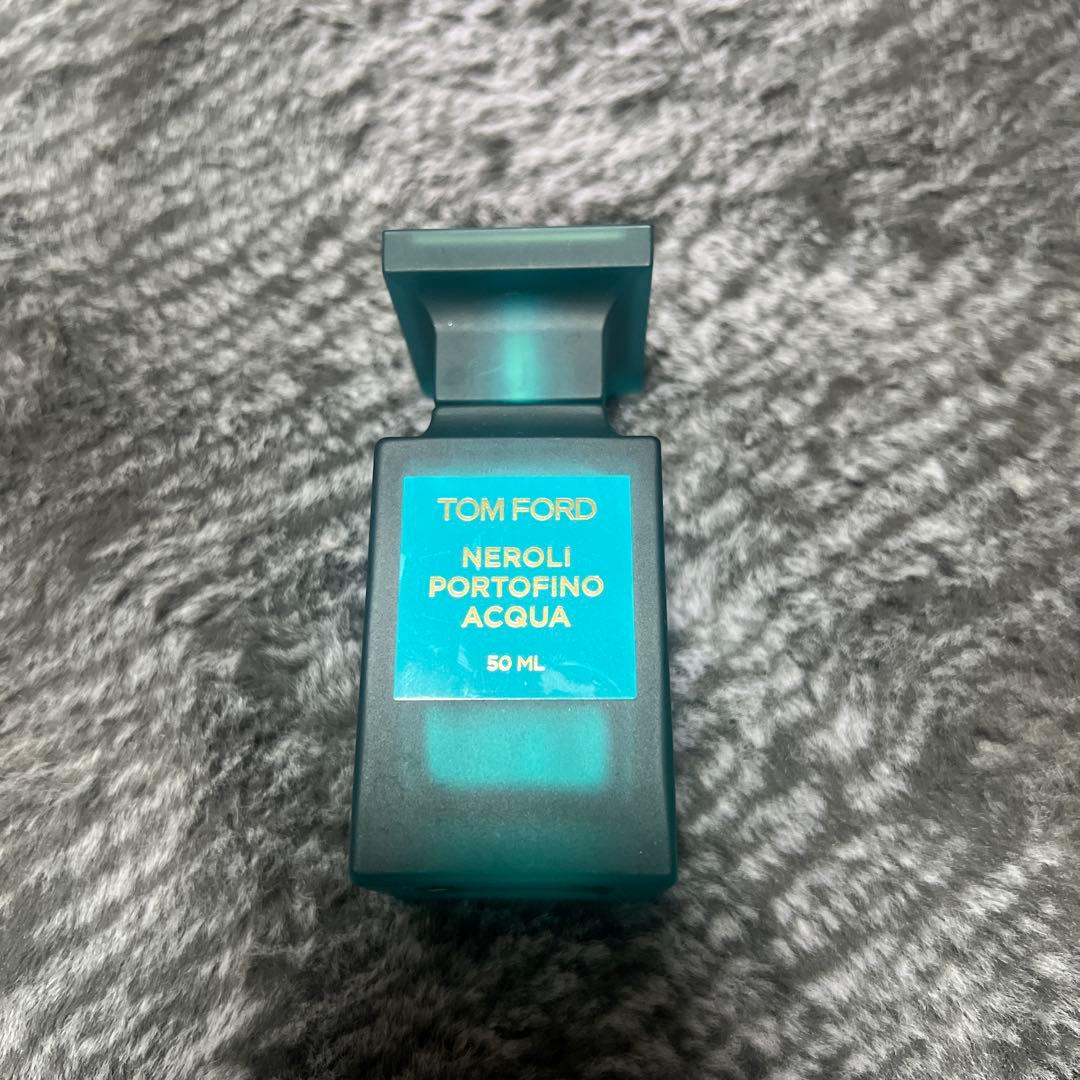 TOM FORD
NEROLI
PORTOFINO
ACQUA
50 ML